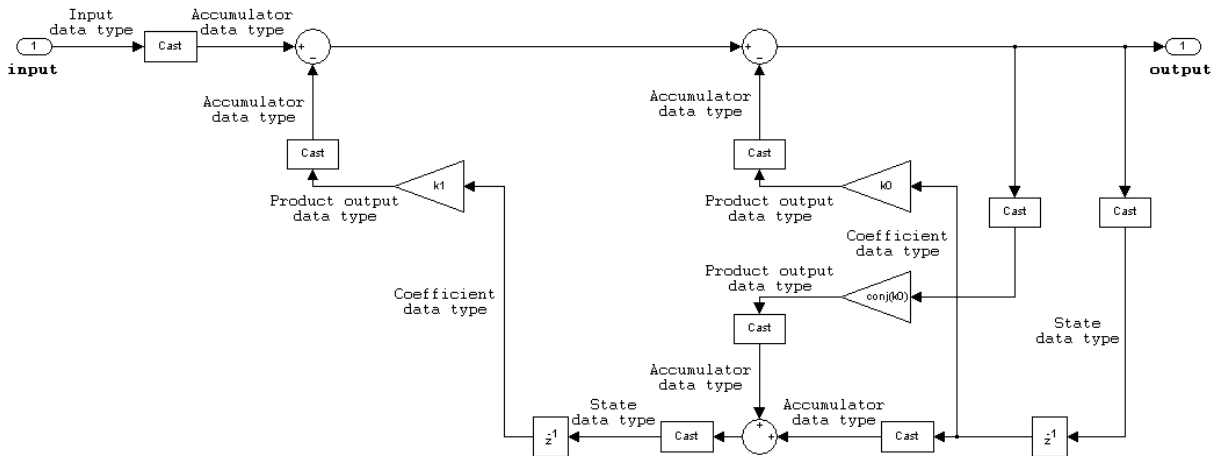 Input
data type
Accumulator
data type
1
Cast
+
−
+
−
1
input
output
Accumulator
data type
Accumulator
data type
Cast
Cast
k1
k0
Product output
data type
Product output
data type
Cast
Cast
Coefficient
data type
Product output
data type
Coefficient
data type
conj(k0)
Cast
State
data type
Accumulator
data type
State
data type
Accumulator
data type
z-1
Cast
+
+
Cast
z-1